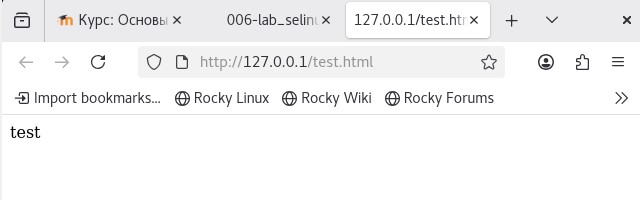 Курс: Основы 006-lab_selinu 127.0.0.1/test.htm
http://127.0.0.1/test.html
Import bookmarks... Rocky Linux Rocky Wiki Rocky Forums
test